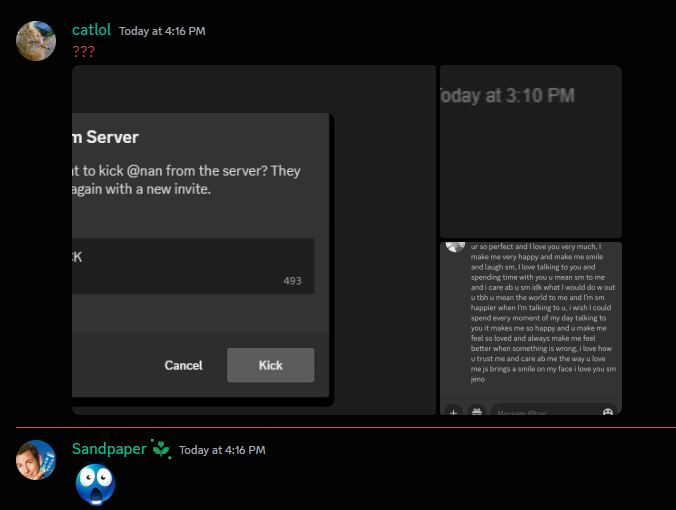 catlol Today at 4:16 PM
???
m Server
nt to kick @nan from the server? They
again with a new invite.
CK
493
Cancel Kick
Today at 3:10 PM
ur so perfect and I love you very much, I
make me very happy and make me smile
and laugh sm, I love talking to you and
spending time with you u mean sm to me
and i care ab u sm idk what I would do w out
u tbh u mean the world to me and I'm sm
happier when I'm talking to u, i wish I could
spend every moment of my day talking to
you it makes me so happy and u make me
feel so loved and always make me feel
better when something is wrong, i love how
u trust me and care ab me the way u love
me js brings a smile on my face i love you sm
jeno
Message
Sandpaper Today at 4:16 PM